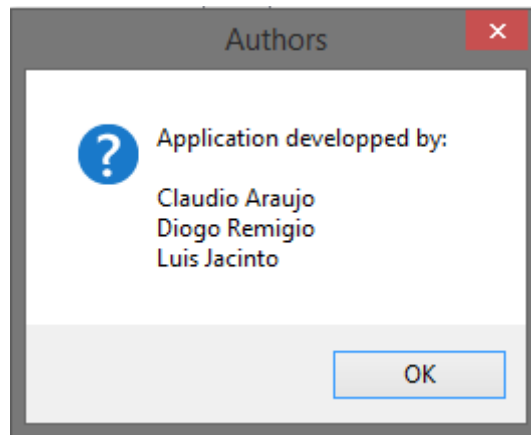 Authors
Application developped by:
Claudio Araujo
Diogo Remigio
Luis Jacinto
OK